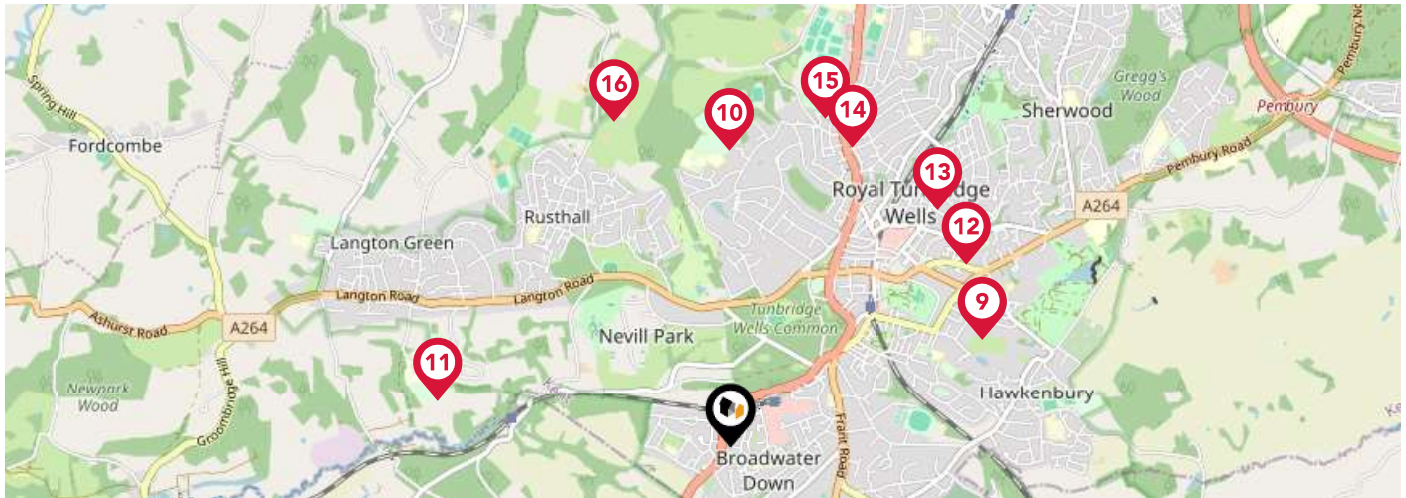 16
15
14
10
Gregg's
Wood
Sherwood
Pembury
Pembury No
Spring Hill
Fordcombe
Pembury Road
13
Royal Tunbridge
Wells
A264
Rusthall
12
Langton Green
Langton Road
Langton Road
9
Ashurst Road
A264
Tunbridge
Wells Common
Nevill Park
11
Newpark
Wood
Groombridge Hill
Hawkenbury
Frant Road
Broadwater
Down